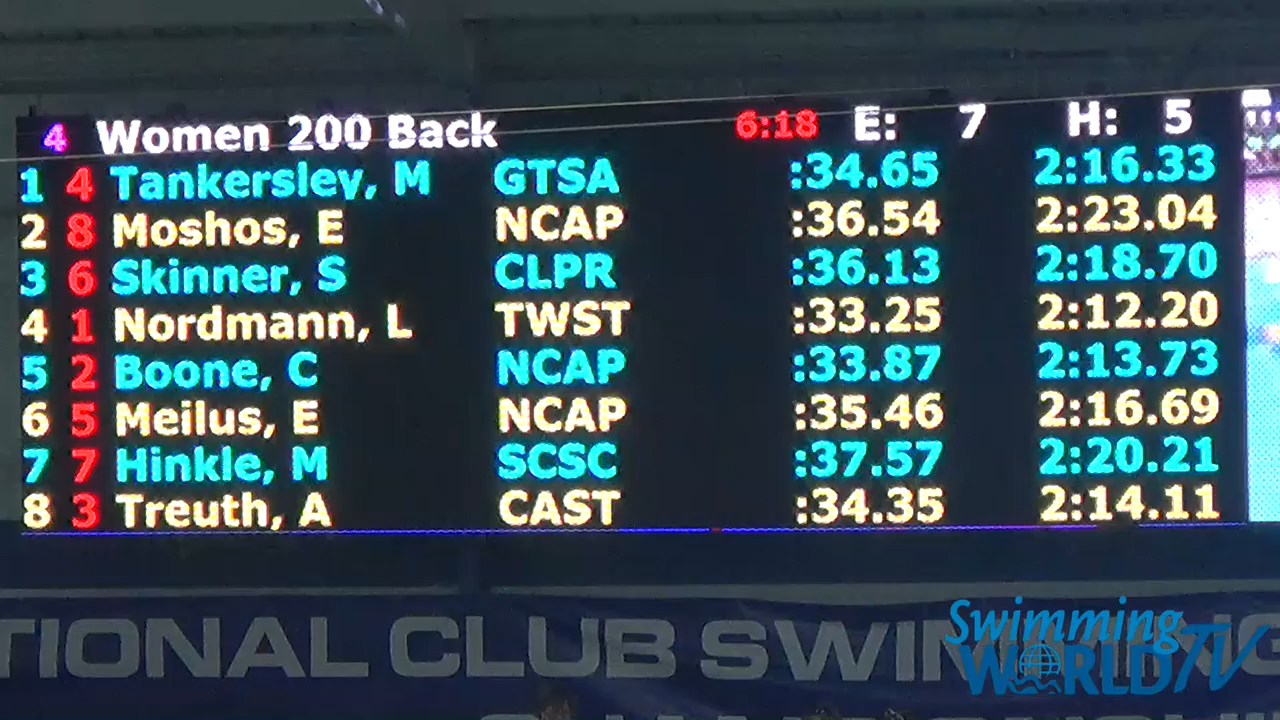 4 Women 200 Back 6:18 E: 7 H: 5
1 4 Tankersley, M GTSA :34.65 2:16.33
2 8 Moshos, E NCAP :36.54 2:23.04
3 6 Skinner, S CLPR :36.13 2:18.70
4 1 Nordmann, L TWST :33.25 2:12.20
5 2 Boone, C NCAP :33.87 2:13.73
6 5 Meilus, E NCAP :35.46 2:16.69
7 7 Hinkle, M SCSC :37.57 2:20.21
8 3 Treuth, A CAST :34.35 2:14.11
TIONAL CLUB SWIMMING
Swimming
WORLD TV